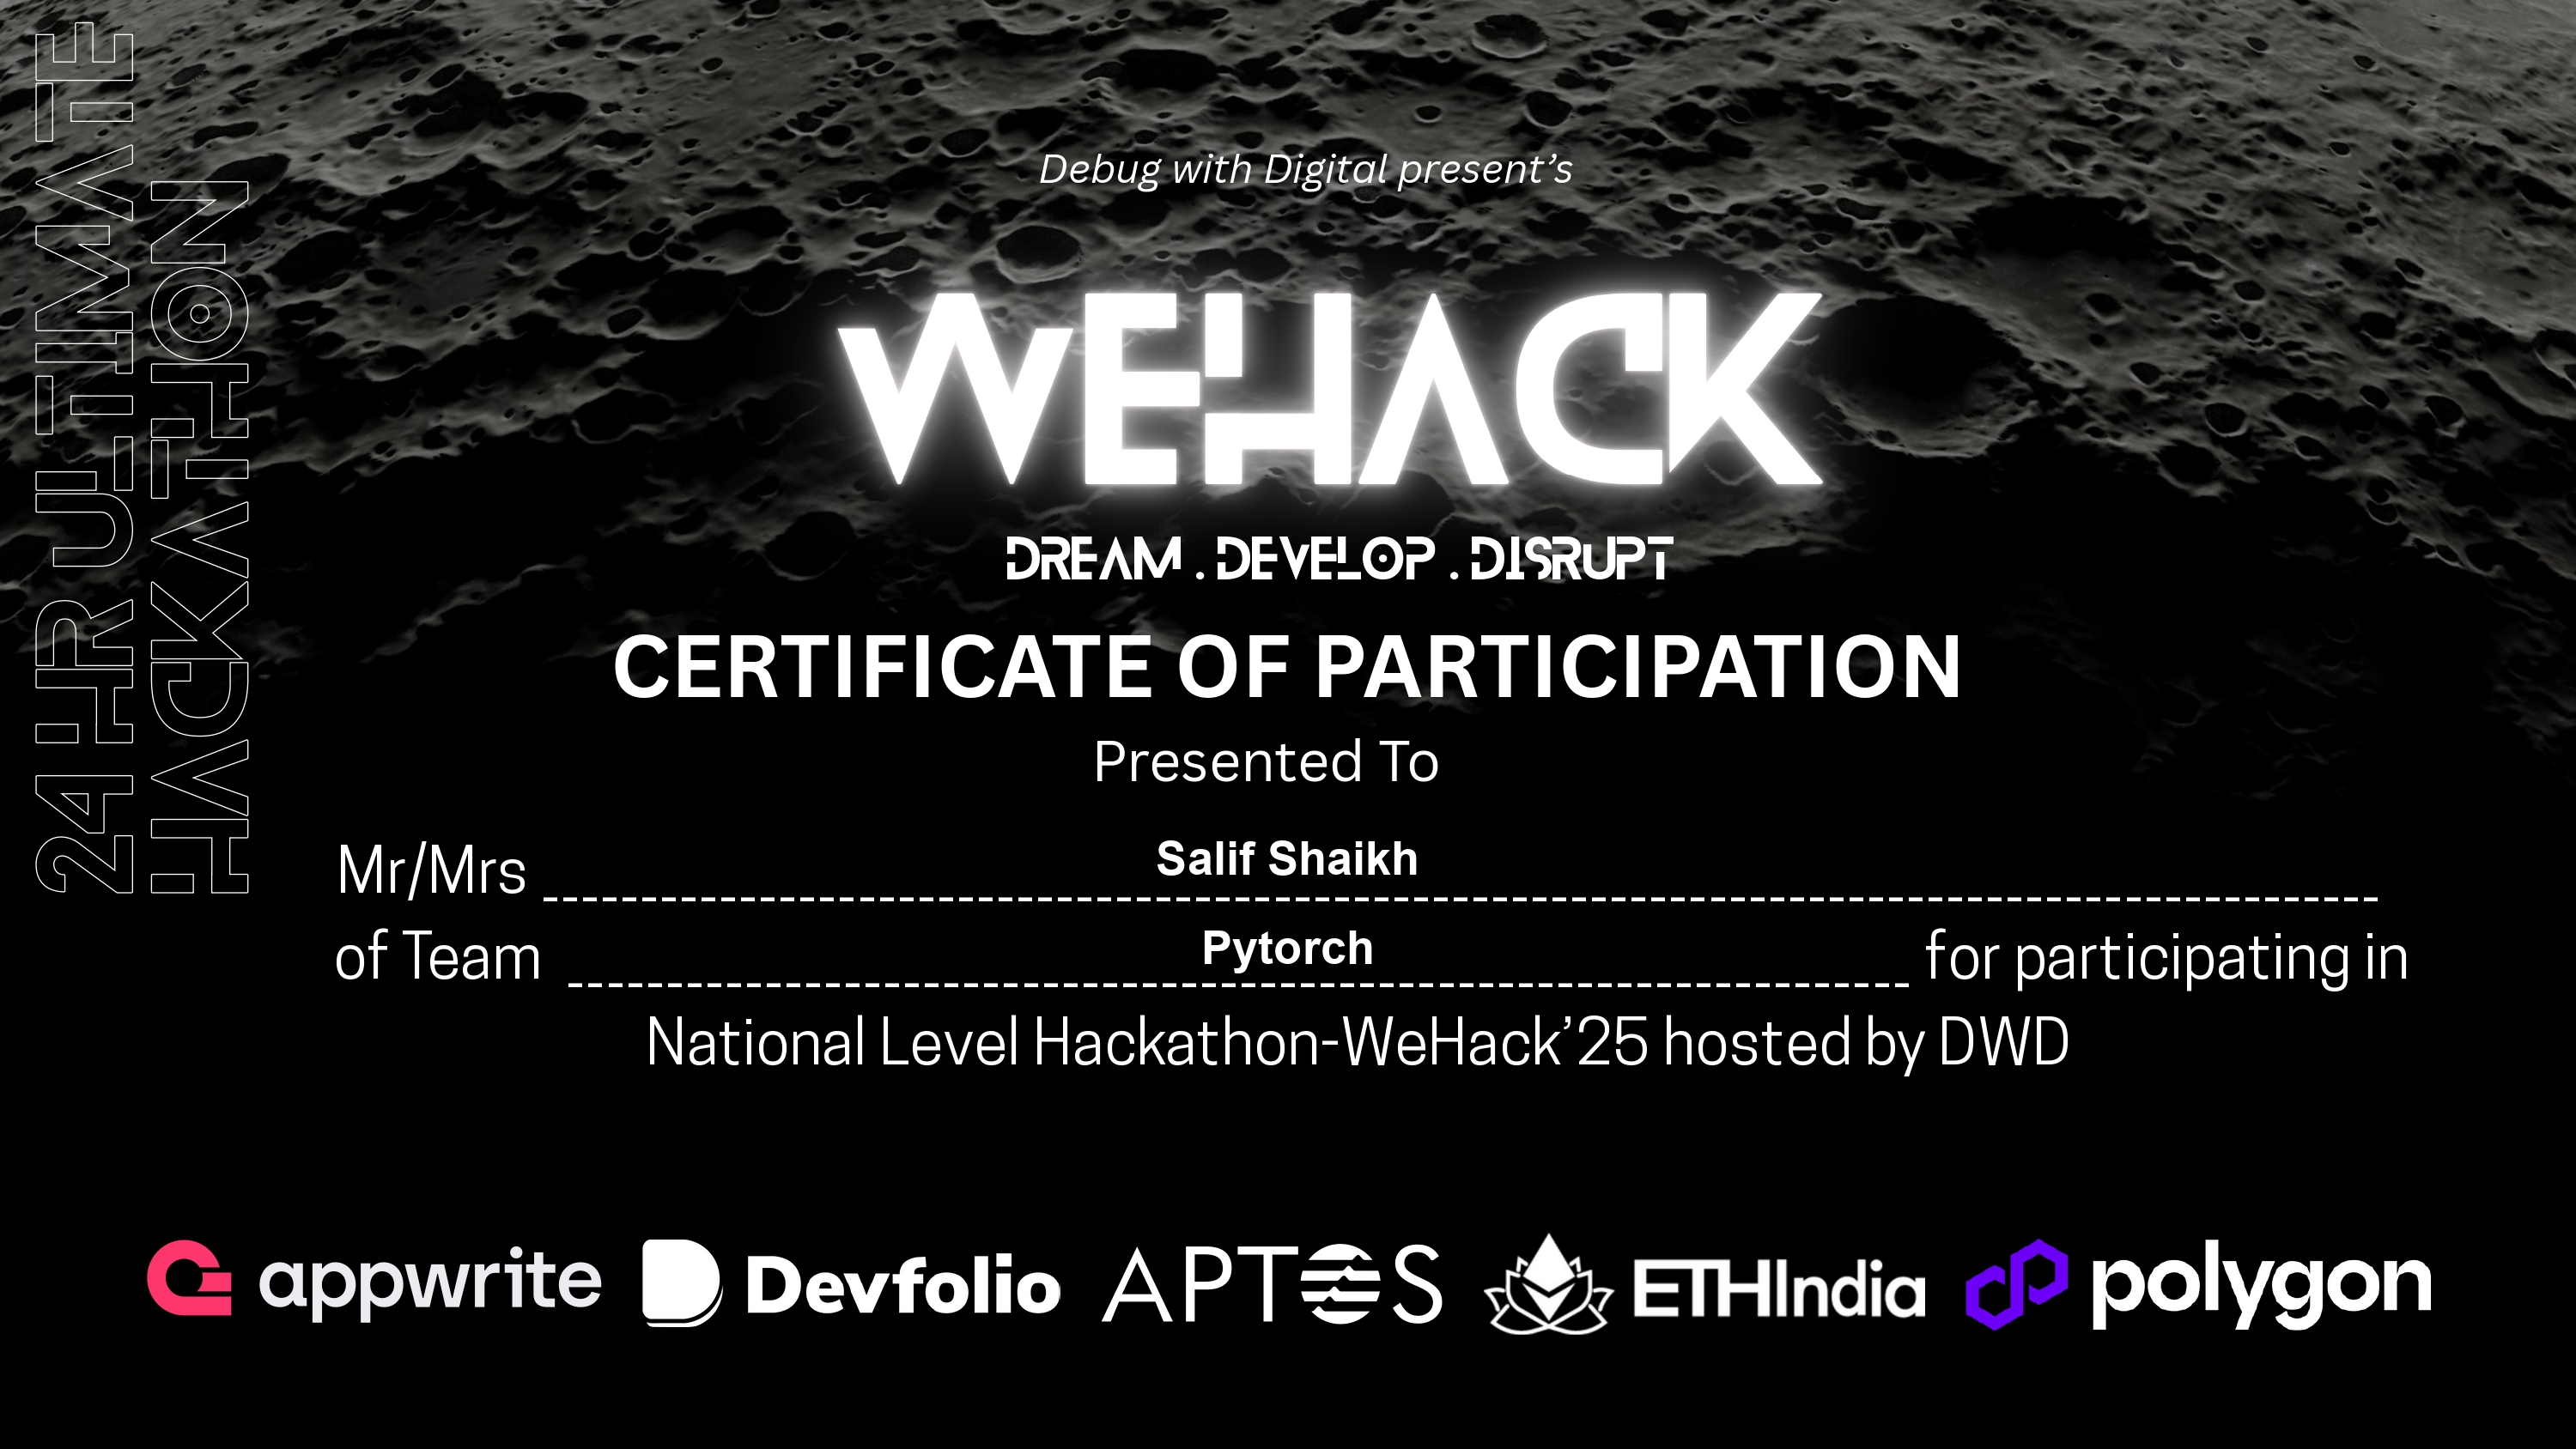 24 HR ULTIMATE
HACKATHON
Debug with Digital present's
WEHACK
DREAM . DEVELOP . DISRUPT
CERTIFICATE OF PARTICIPATION
Presented To
Mr/Mrs Salif Shaikh
of Team Pytorch for participating in
National Level Hackathon-WeHack’25 hosted by DWD
appwrite Devfolio APTOS ETHIndia polygon